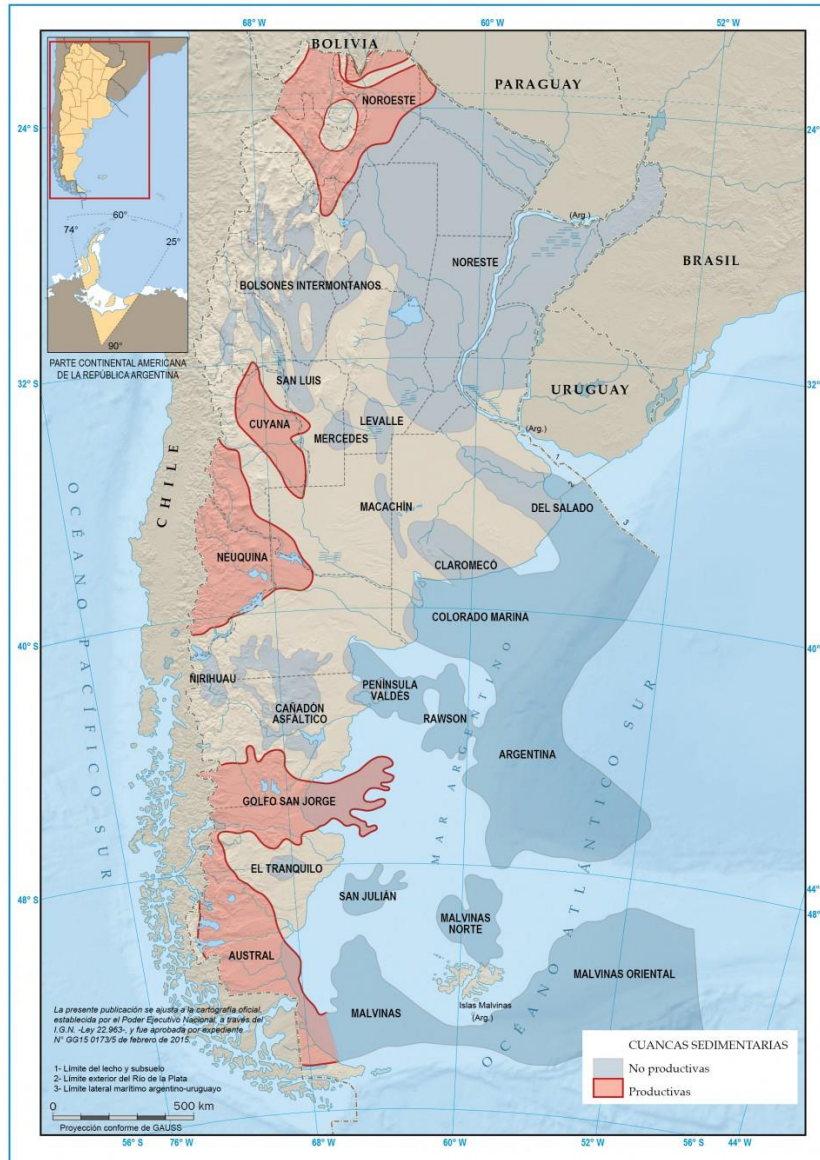 68° W
60° W
52° W
BOLIVIA
PARAGUAY
NOROESTE
24° S
24° S
60°
74°
25°
(Arg.)
BRASIL
NORESTE
BOLSONES INTERMONTANOS
90°
PARTE CONTINENTAL AMERICANA
DE LA REPÚBLICA ARGENTINA
32° S
32° S
SAN LUIS
URUGUAY
CUYANA
LEVALLE
MERCEDES
(Arg.)
1
2
3
CHILE
MACACHÍN
DEL SALADO
NEUQUINA
CLAROMECÓ
COLORADO MARINA
OCÉANO PACÍFICO SUR
40° S
40° S
ÑIRIHUAU
PENÍNSULA
VALDÉS
CAÑADÓN
ASFÁLTICO
RAWSON
MAR ARGENTINO
ARGENTINA
GOLFO SAN JORGE
OCÉANO ATLÁNTICO SUR
EL TRANQUILO
44° S
48° S
48° S
SAN JULIÁN
MALVINAS
NORTE
AUSTRAL
MALVINAS ORIENTAL
Islas Malvinas
(Arg.)
MALVINAS
La presente publicación se ajusta a la cartografía oficial,
establecida por el Poder Ejecutivo Nacional, a través del
I.G.N. -Ley 22.963-, y fue aprobada por expediente
N° GG15 0173/5 de febrero de 2015.
CUANCAS SEDIMENTARIAS
No productivas
Productivas
1- Límite del lecho y subsuelo
2- Límite exterior del Río de la Plata
3- Límite lateral marítimo argentino-uruguayo
0 500 km
Proyección conforme de GAUSS
56° S
76° W
68° W
60° W
52° W
56° S
44° W